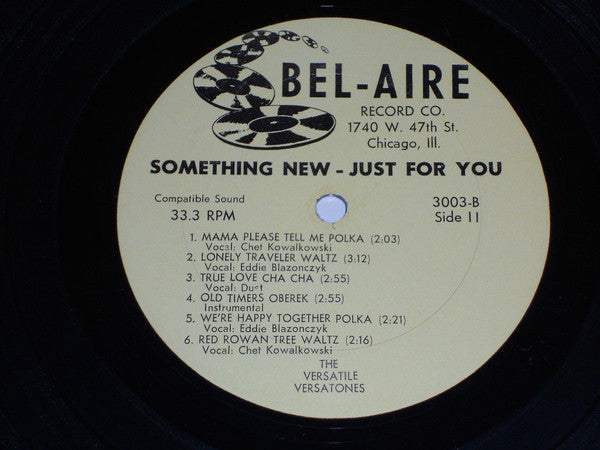 BEL-AIRE
RECORD CO.
1740 W. 47th St.
Chicago, Ill.
SOMETHING NEW - JUST FOR YOU
Compatible Sound
33.3 RPM
3003-B
Side II
1. MAMA PLEASE TELL ME POLKA (2:03)
Vocal: Chet Kowalkowski
2. LONELY TRAVELER WALTZ (3:12)
Vocal: Eddie Blazonczyk
3. TRUE LOVE CHA CHA (2:55)
Vocal: Duet
4. OLD TIMERS OBEREK (2:55)
Instrumental
5. WE'RE HAPPY TOGETHER POLKA (2:21)
Vocal: Eddie Blazonczyk
6. RED ROWAN TREE WALTZ (2:16)
Vocal: Chet Kowalkowski
THE
VERSATILE
VERSATONES